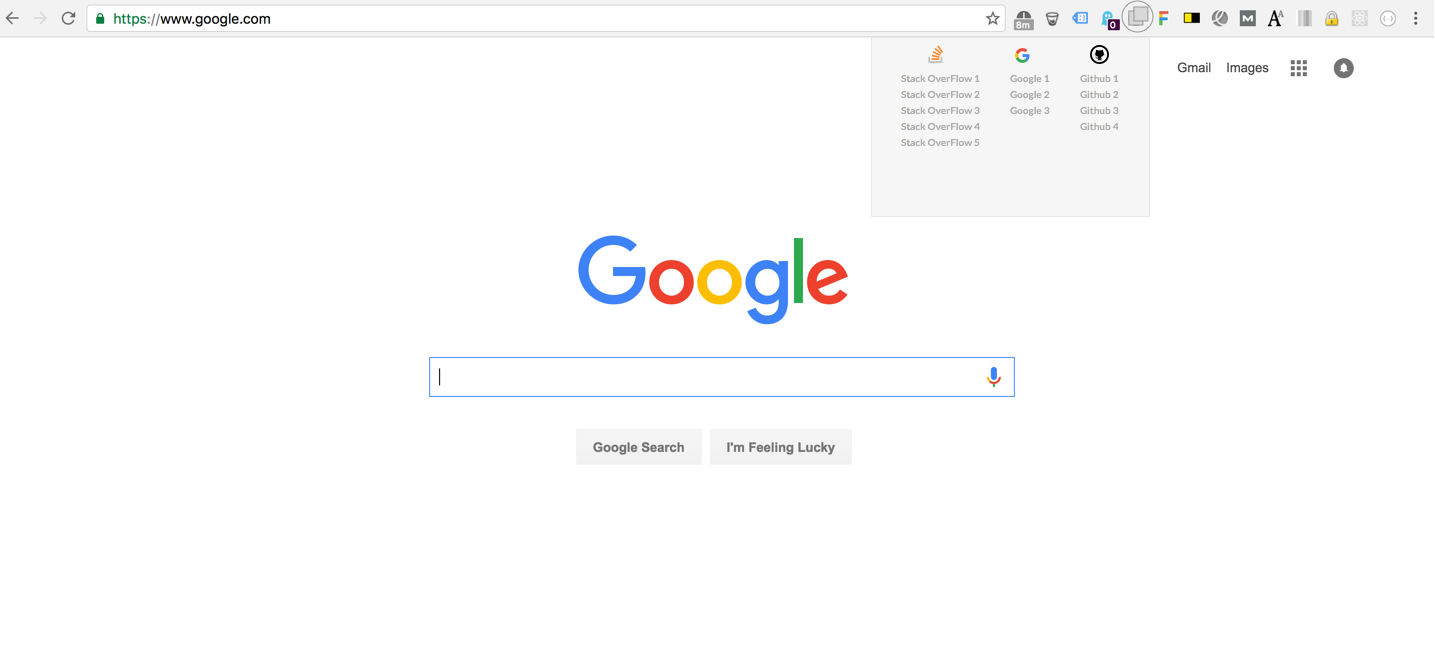 https://www.google.com
8m
0
F
M
AA
Stack OverFlow 1
Stack OverFlow 2
Stack OverFlow 3
Stack OverFlow 4
Stack OverFlow 5
G
Google 1
Google 2
Google 3
Github 1
Github 2
Github 3
Github 4
Gmail
Images
Google
Google Search
I'm Feeling Lucky